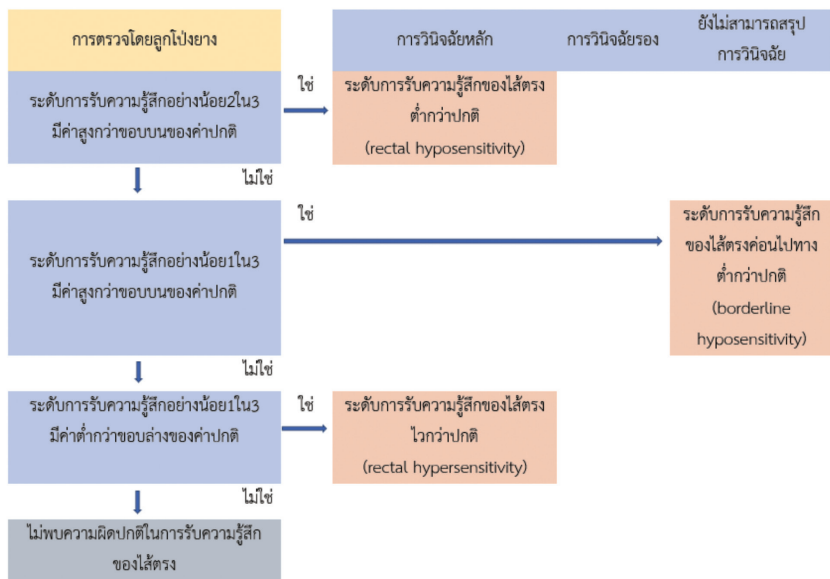 การตรวจโดยลูกโป่งยาง
การวินิจฉัยหลัก
การวินิจฉัยรอง
ยังไม่สามารถสรุป
การวินิจฉัย
ระดับการรับความรู้สึกอย่างน้อย2ใน3
มีค่าสูงกว่าขอบบนของค่าปกติ
ใช่
ระดับการรับความรู้สึกของไส้ตรง
ต่ำกว่าปกติ
(rectal hyposensitivity)
ไม่ใช่
ระดับการรับความรู้สึกอย่างน้อย1ใน3
มีค่าสูงกว่าขอบบนของค่าปกติ
ใช่
ระดับการรับความรู้สึก
ของไส้ตรงค่อนไปทาง
ต่ำกว่าปกติ
(borderline
hyposensitivity)
ไม่ใช่
ระดับการรับความรู้สึกอย่างน้อย1ใน3
มีค่าต่ำกว่าขอบล่างของค่าปกติ
ใช่
ระดับการรับความรู้สึกของไส้ตรง
ไวกว่าปกติ
(rectal hypersensitivity)
ไม่ใช่
ไม่พบความผิดปกติในการรับความรู้สึก
ของไส้ตรง